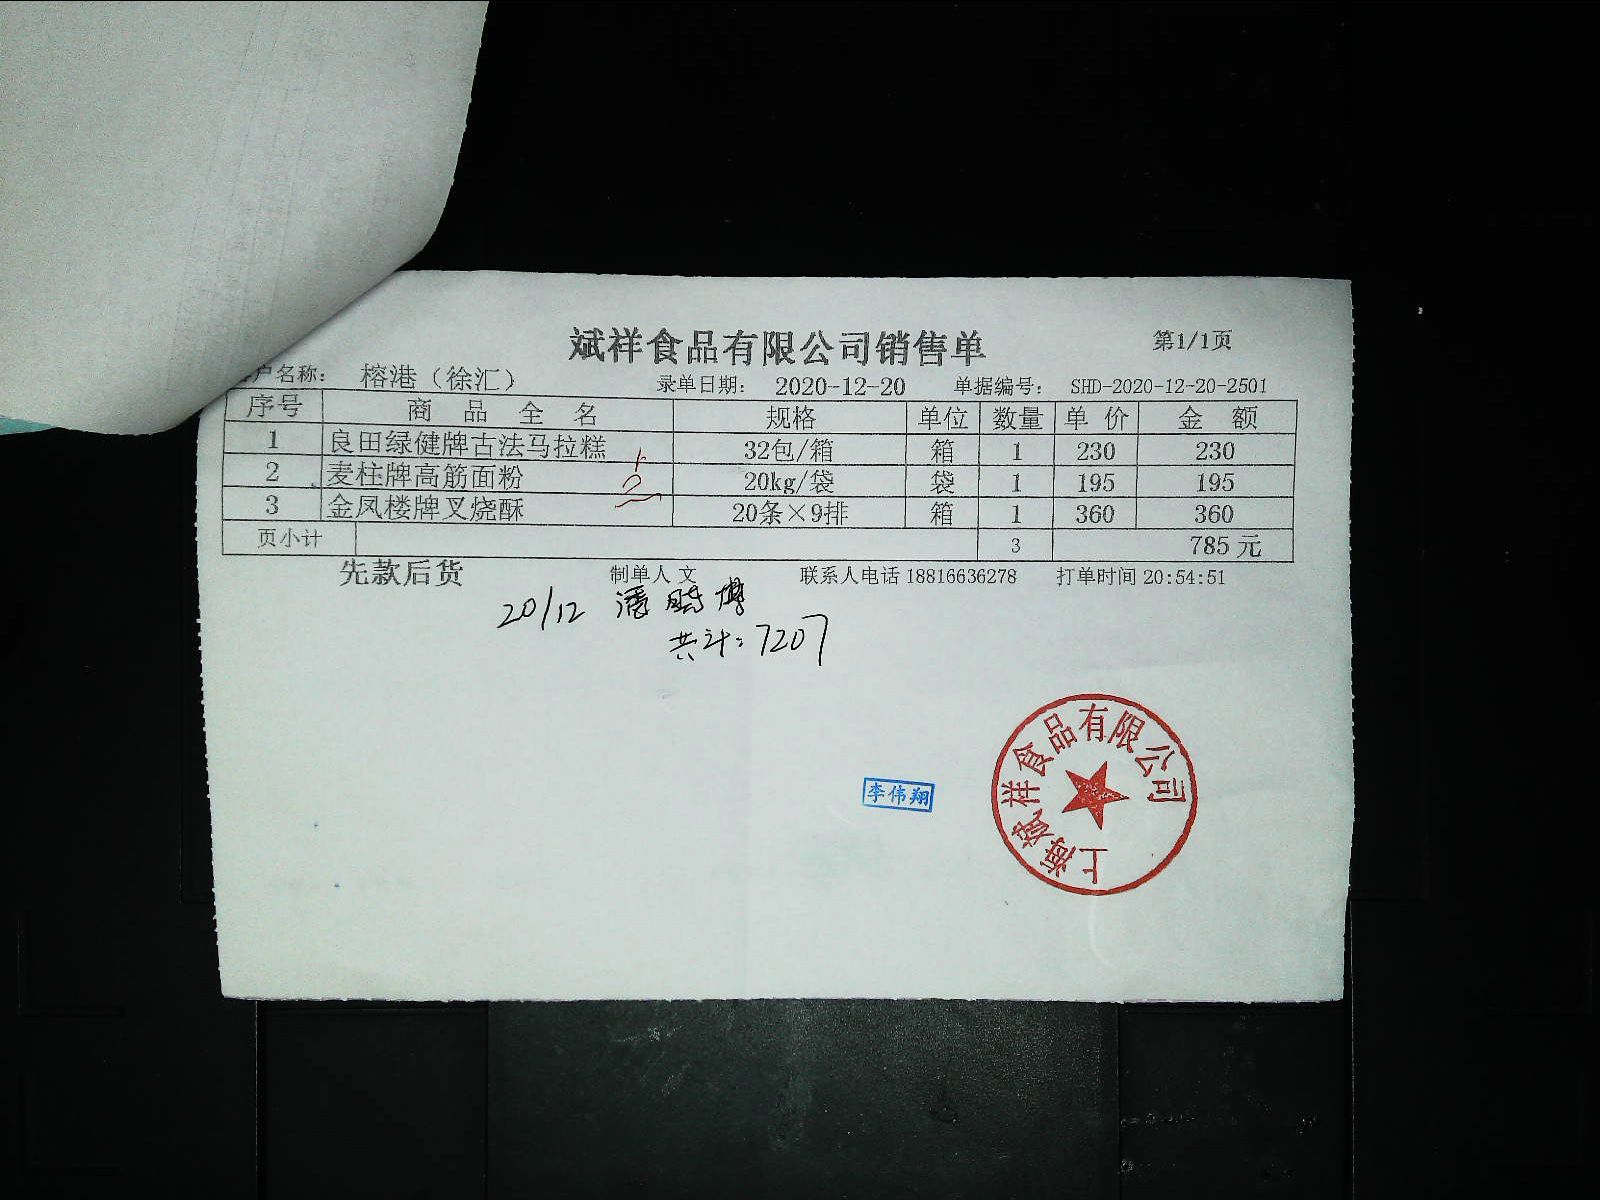 斌祥食品有限公司销售单 第1/1页
户名称: 榕港（徐汇） 录单日期: 2020-12-20 单据编号: SHD-2020-12-20-2501
序号 商品全名 规格 单位 数量 单价 金额
1 良田绿健牌古法马拉糕 32包/箱 箱 1 230 230
2 麦柱牌高筋面粉 20kg/袋 袋 1 195 195
3 金凤楼牌叉烧酥 20条×9排 箱 1 360 360
页小计 3 785 元
先款后货 制单人 文 联系人电话 18816636278 打单时间 20:54:51
20/12 潘
共计: 7207
李伟翔
上海斌祥食品有限公司